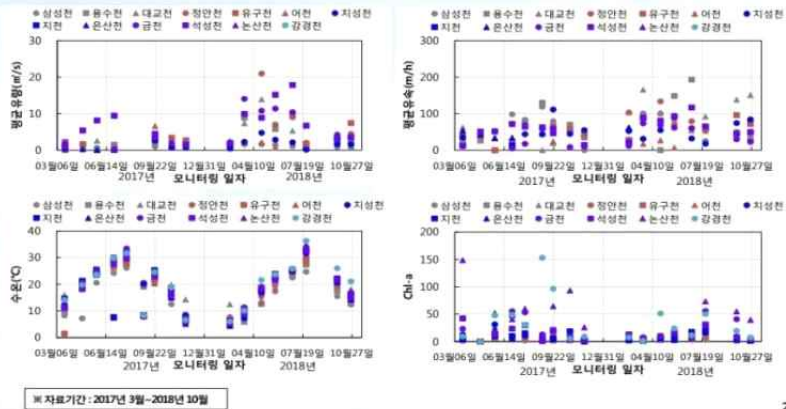 삼성천 용수천 대교천 정안천 유구천 어천 지성천
지천 은산천 금천 석성천 논산천 강경천
평균유량(㎥/s)
30
20
10
0
03월06일 06월14일 09월22일 12월31일 04월10일 07월19일 10월27일
2017년 모니터링 일자 2018년
삼성천 용수천 대교천 정안천 유구천 어천 지성천
지천 은산천 금천 석성천 논산천 강경천
평균유속(m/h)
300
200
100
0
03월06일 06월14일 09월22일 12월31일 04월10일 07월19일 10월27일
2017년 모니터링 일자 2018년
삼성천 용수천 대교천 정안천 유구천 어천 지성천
지천 은산천 금천 석성천 논산천 강경천
수온(℃)
40
30
20
10
0
03월06일 06월14일 09월22일 12월31일 04월10일 07월19일 10월27일
2017년 모니터링 일자 2018년
삼성천 용수천 대교천 정안천 유구천 어천 지성천
지천 은산천 금천 석성천 논산천 강경천
Chl-a
200
150
100
50
0
03월06일 06월14일 09월22일 12월31일 04월10일 07월19일 10월27일
2017년 모니터링 일자 2018년
※ 자료기간 : 2017년 3월~2018년 10월